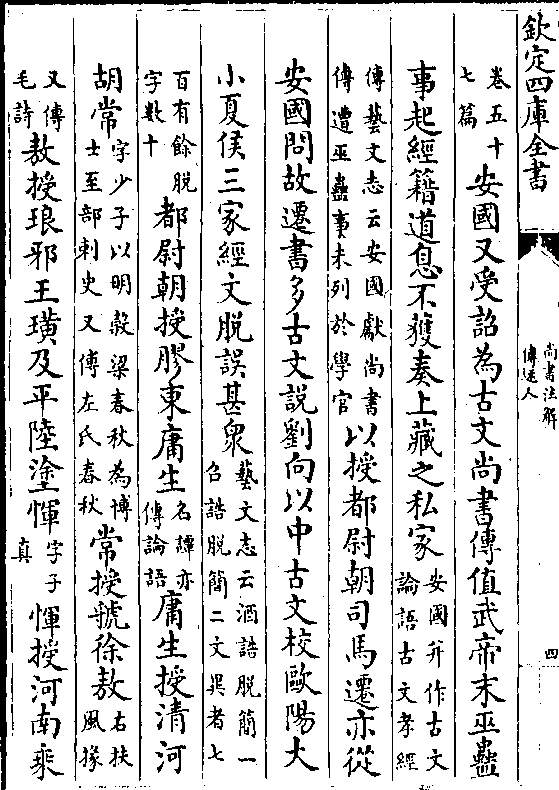 欽定四庫全書
尚書注解
傳述人
四
卷五十
七篇
安國又受詔為古文尚書傳值武帝末巫蠱
事起經籍道息不獲奏上藏之私家
安國并作古文
論語古文孝經
傳藝文志云安國獻尚書
傳遭巫蠱事未列於學官
以授都尉朝司馬遷亦從
安國問故遷書多古文說劉向以中古文校歐陽大
小夏侯三家經文脱誤甚衆
藝文志云酒誥脱簡一
召誥脱簡二文異者七
百有餘脱
字數十
都尉朝授膠東庸生
名譚亦
傳論語
庸生授清河
胡常
字少子以明穀梁春秋為博
士至部刺史又傳左氏春秋
常授虢徐敖
右扶
風掾
又傳
毛詩
敖授琅邪王璜及平陸塗惲
字子
真
惲授河南乘